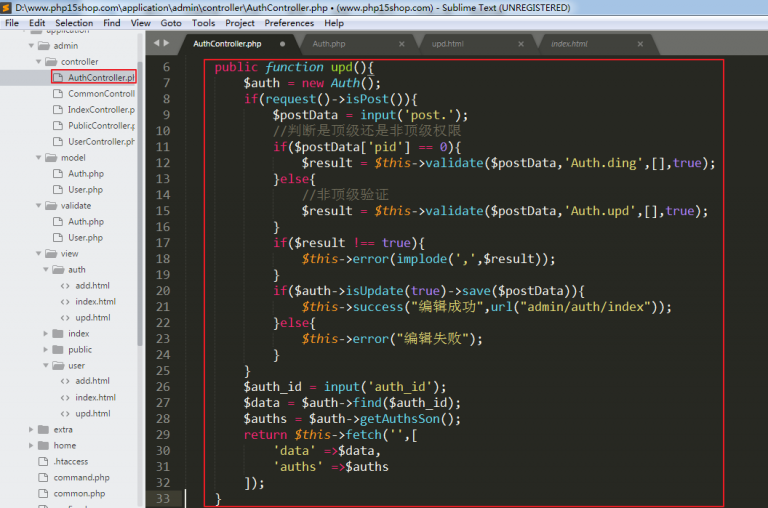 D:\www.php15shop.com\application\admin\controller\AuthController.php • (www.php15shop.com) - Sublime Text (UNREGISTERED)
File Edit Selection Find View Goto Tools Project Preferences Help
application
admin
controller
AuthController.ph
CommonControll
IndexController.p
PublicController.p
UserController.ph
model
Auth.php
User.php
validate
Auth.php
User.php
view
auth
add.html
index.html
upd.html
index
public
user
add.html
index.html
upd.html
extra
home
.htaccess
command.php
common.php
AuthController.php Auth.php upd.html index.html
6 public function upd(){
7 $auth = new Auth();
8 if(request()->isPost()){
9 $postData = input('post.');
10 //判断是顶级还是非顶级权限
11 if($postData['pid'] == 0){
12 $result = $this->validate($postData,'Auth.ding',[],true);
13 }else{
14 //非顶级验证
15 $result = $this->validate($postData,'Auth.upd',[],true);
16 }
17 if($result !== true){
18 $this->error(implode(',',$result));
19 }
20 if($auth->isUpdate(true)->save($postData)){
21 $this->success("编辑成功",url("admin/auth/index"));
22 }else{
23 $this->error("编辑失败");
24 }
25 }
26 $auth_id = input('auth_id');
27 $data = $auth->find($auth_id);
28 $auths = $auth->getAuthsSon();
29 return $this->fetch('',[
30 'data' =>$data,
31 'auths' =>$auths
32 ]);
33 }